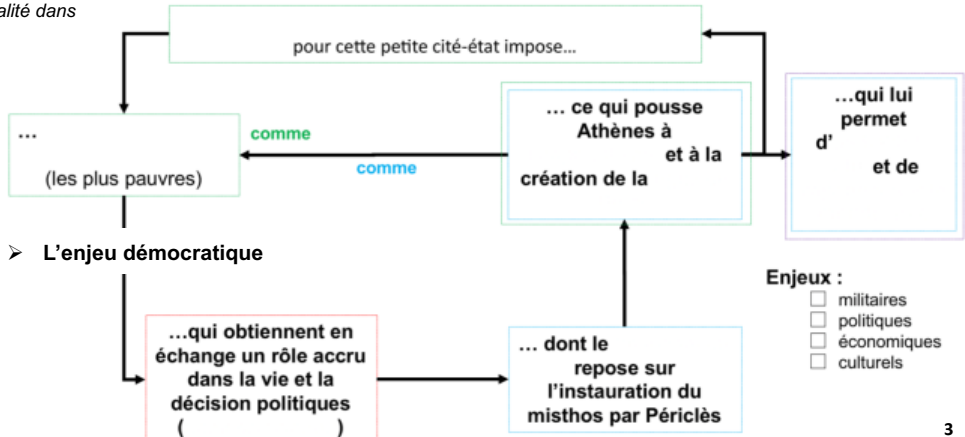 alité dans
pour cette petite cité-état impose...
...
(les plus pauvres)
comme
comme
... ce qui pousse
Athènes à
et à la
création de la
...qui lui
permet
d'
et de
➢ L'enjeu démocratique
...qui obtiennent en
échange un rôle accru
dans la vie et la
décision politiques
( )
... dont le
repose sur
l'instauration du
misthos par Périclès
Enjeux :
☐ militaires
☐ politiques
☐ économiques
☐ culturels
3